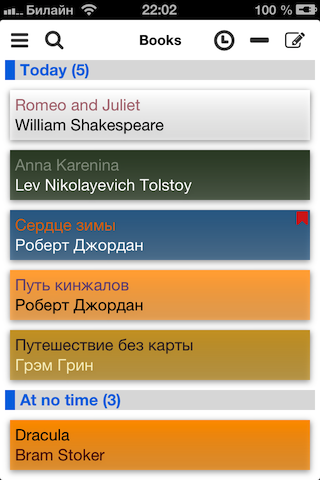 Билайн 22:02 100 %
Books
Today (5)
Romeo and Juliet
William Shakespeare
Anna Karenina
Lev Nikolayevich Tolstoy
Сердце зимы
Роберт Джордан
Путь кинжалов
Роберт Джордан
Путешествие без карты
Грэм Грин
At no time (3)
Dracula
Bram Stoker